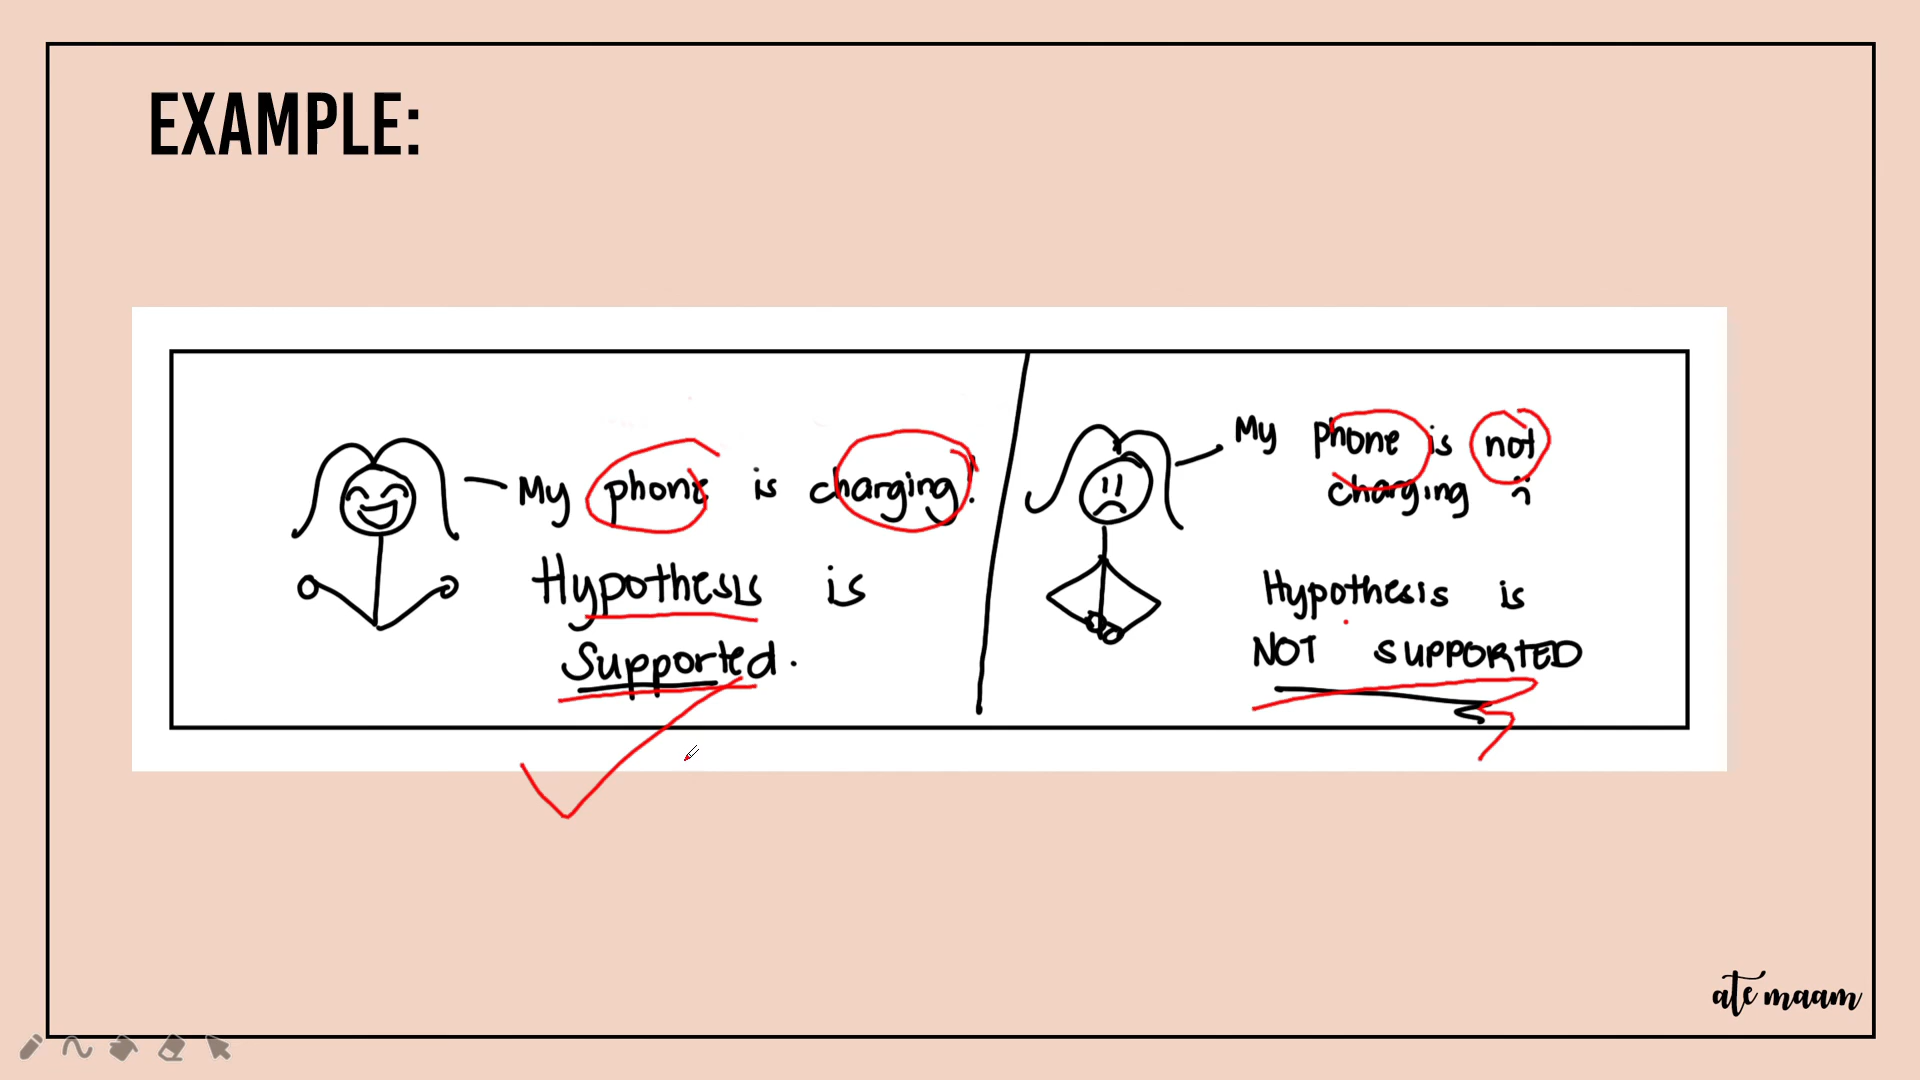 EXAMPLE:
My phone is charging!
Hypothesis is
Supported.
My phone is not
charging :(
Hypothesis is
NOT SUPPORTED
ate maam